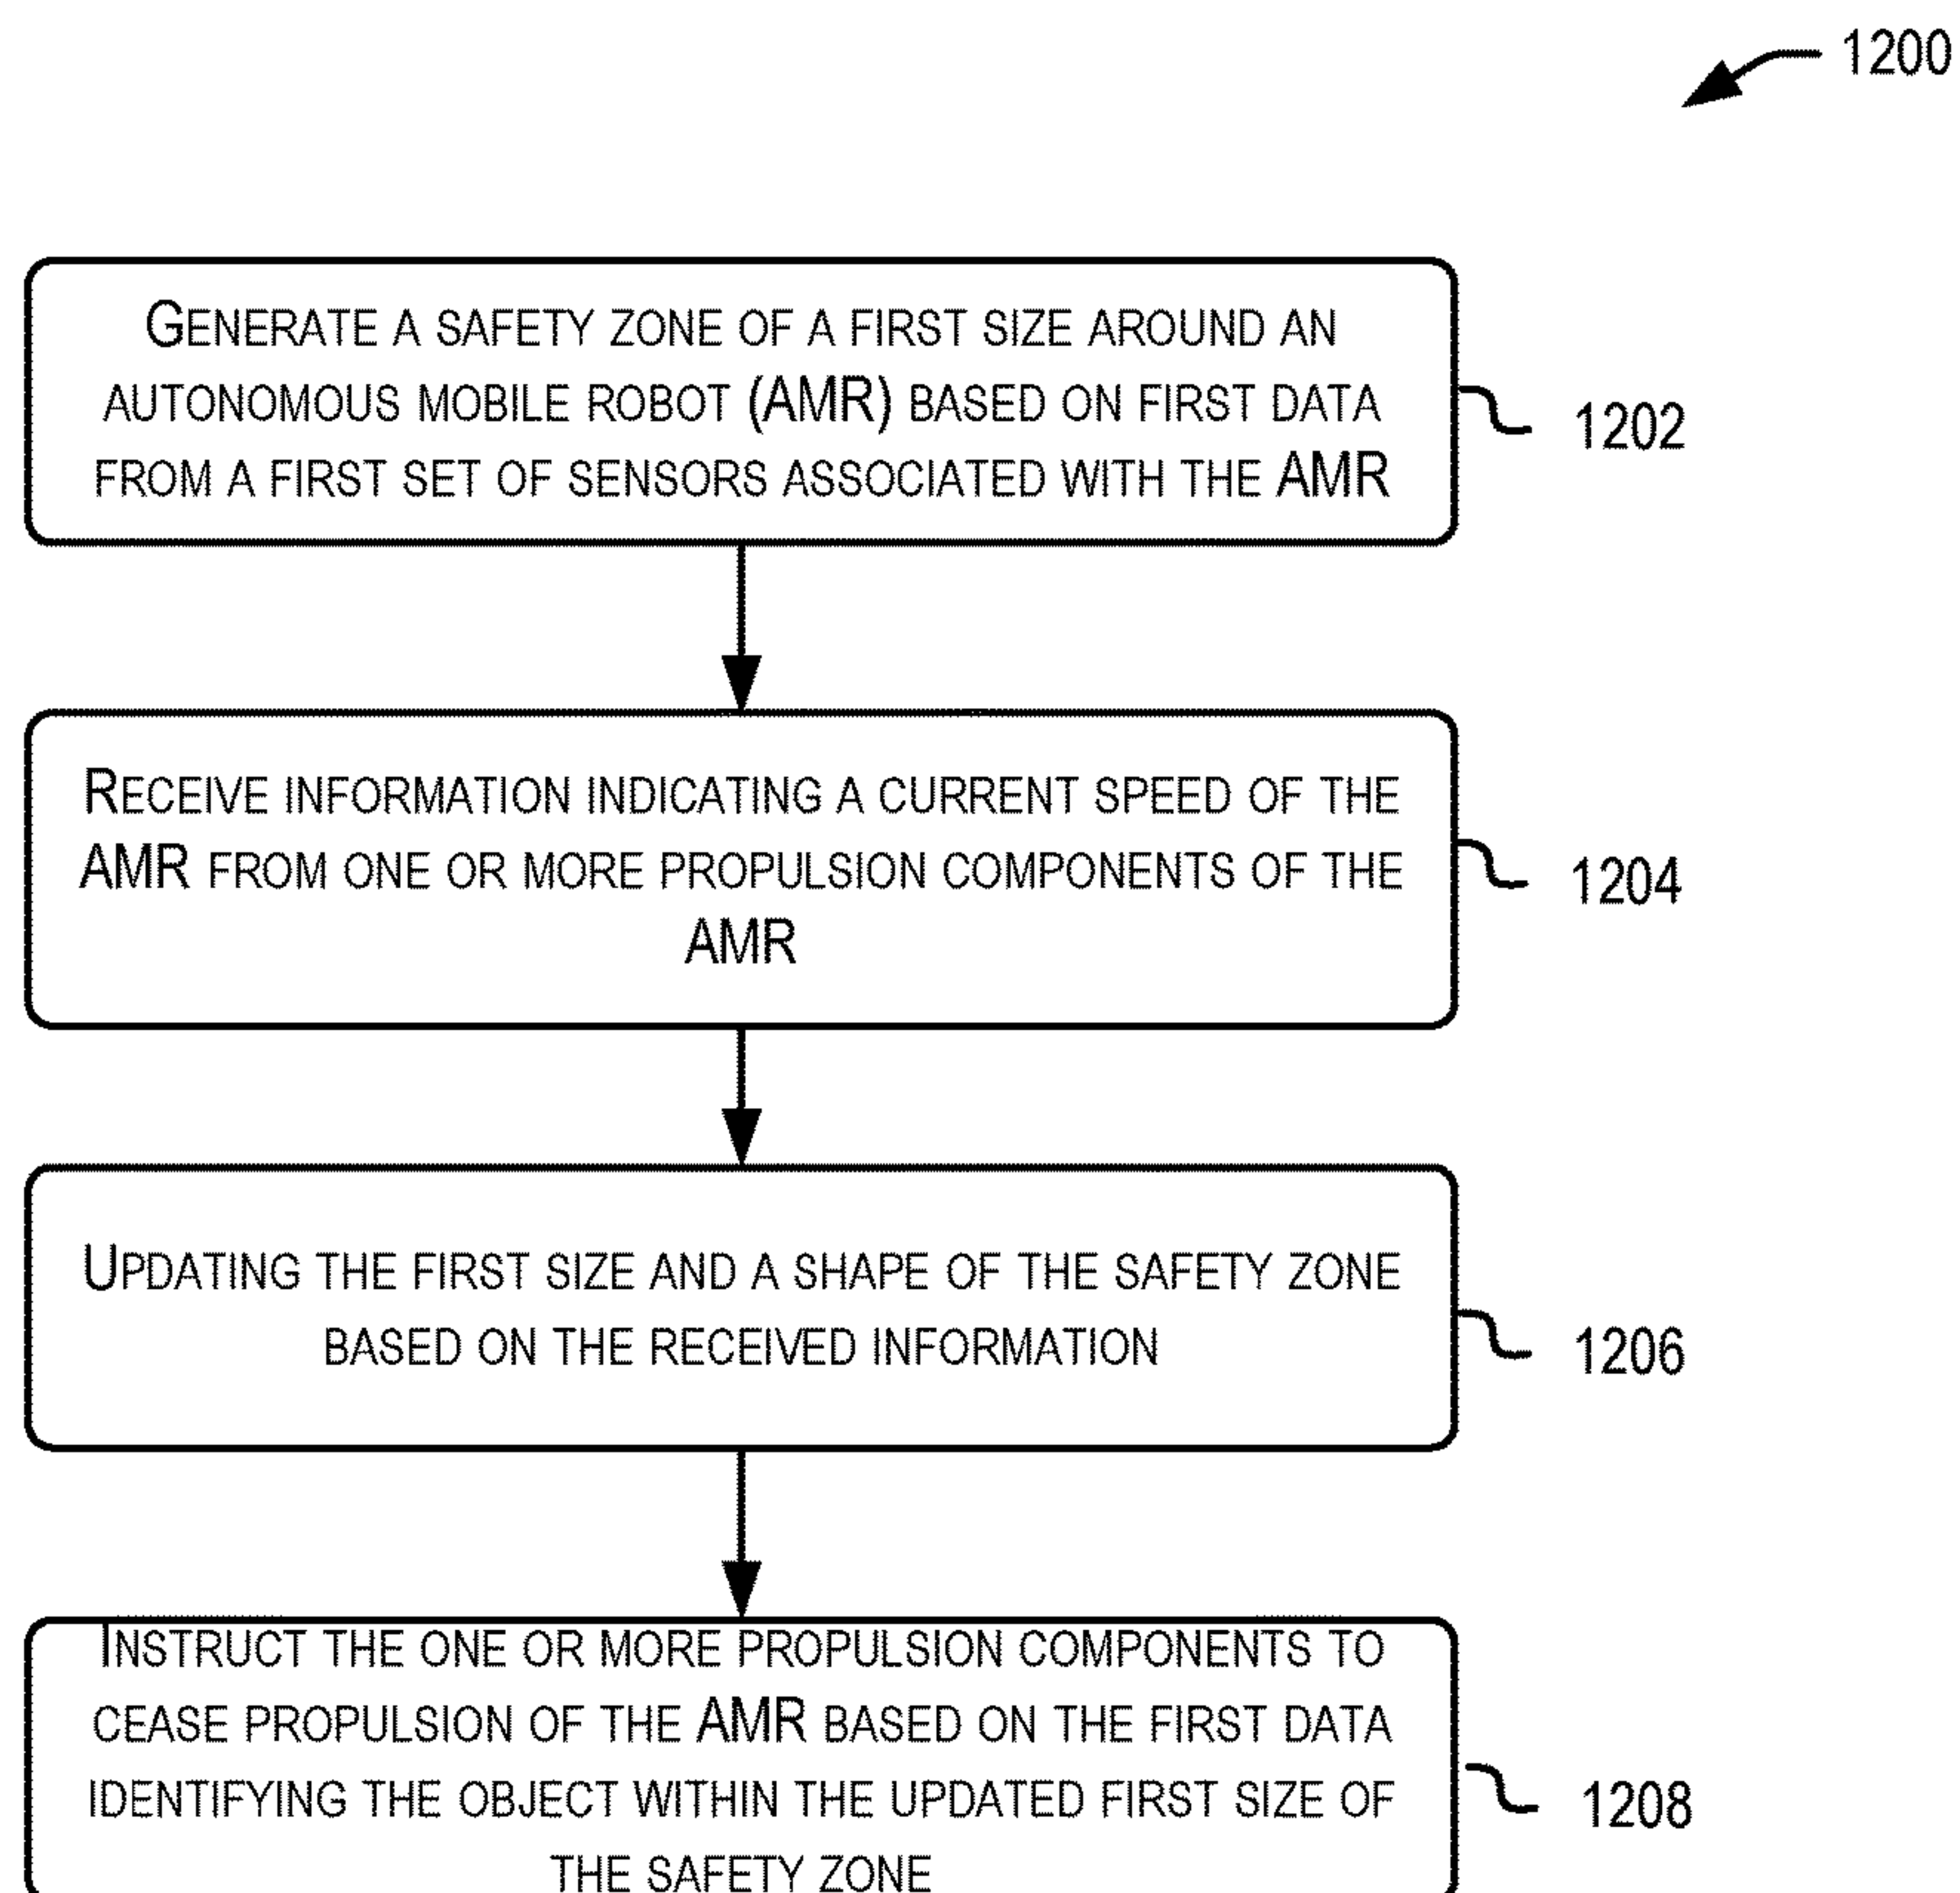 1200
GENERATE A SAFETY ZONE OF A FIRST SIZE AROUND AN
AUTONOMOUS MOBILE ROBOT (AMR) BASED ON FIRST DATA
FROM A FIRST SET OF SENSORS ASSOCIATED WITH THE AMR
1202
RECEIVE INFORMATION INDICATING A CURRENT SPEED OF THE
AMR FROM ONE OR MORE PROPULSION COMPONENTS OF THE
AMR
1204
UPDATING THE FIRST SIZE AND A SHAPE OF THE SAFETY ZONE
BASED ON THE RECEIVED INFORMATION
1206
INSTRUCT THE ONE OR MORE PROPULSION COMPONENTS TO
CEASE PROPULSION OF THE AMR BASED ON THE FIRST DATA
IDENTIFYING THE OBJECT WITHIN THE UPDATED FIRST SIZE OF
THE SAFETY ZONE
1208